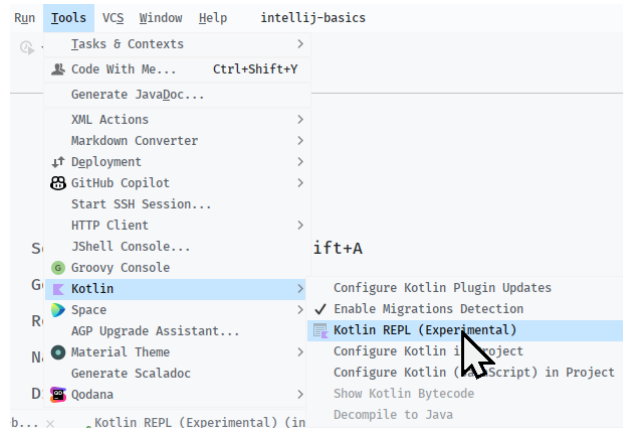 Run Tools VCS Window Help intellij-basics
Tasks & Contexts
Code With Me... Ctrl+Shift+Y
Generate JavaDoc...
XML Actions
Markdown Converter
Deployment
GitHub Copilot
Start SSH Session...
HTTP Client
JShell Console...
ift+A
Groovy Console
Kotlin
Configure Kotlin Plugin Updates
Space
Enable Migrations Detection
AGP Upgrade Assistant...
Kotlin REPL (Experimental)
Material Theme
Configure Kotlin in Project
Generate Scaladoc
Configure Kotlin (JavaScript) in Project
Qodana
Show Kotlin Bytecode
Decompile to Java
b... Kotlin REPL (Experimental) (in